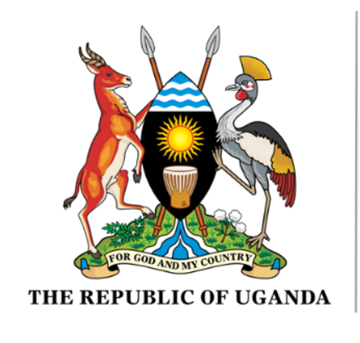 FOR GOD AND MY COUNTRY
THE REPUBLIC OF UGANDA